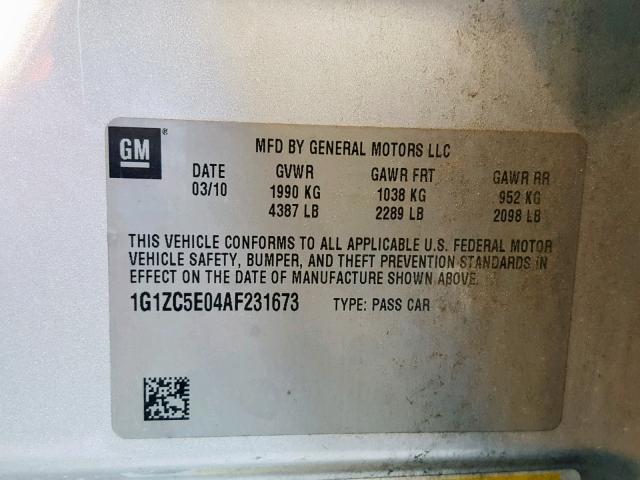 GM ®
MFD BY GENERAL MOTORS LLC
DATE GVWR GAWR FRT GAWR RR
03/10 1990 KG 1038 KG 952 KG
4387 LB 2289 LB 2098 LB
THIS VEHICLE CONFORMS TO ALL APPLICABLE U.S. FEDERAL MOTOR
VEHICLE SAFETY, BUMPER, AND THEFT PREVENTION STANDARDS IN
EFFECT ON THE DATE OF MANUFACTURE SHOWN ABOVE.
1G1ZC5E04AF231673 TYPE: PASS CAR